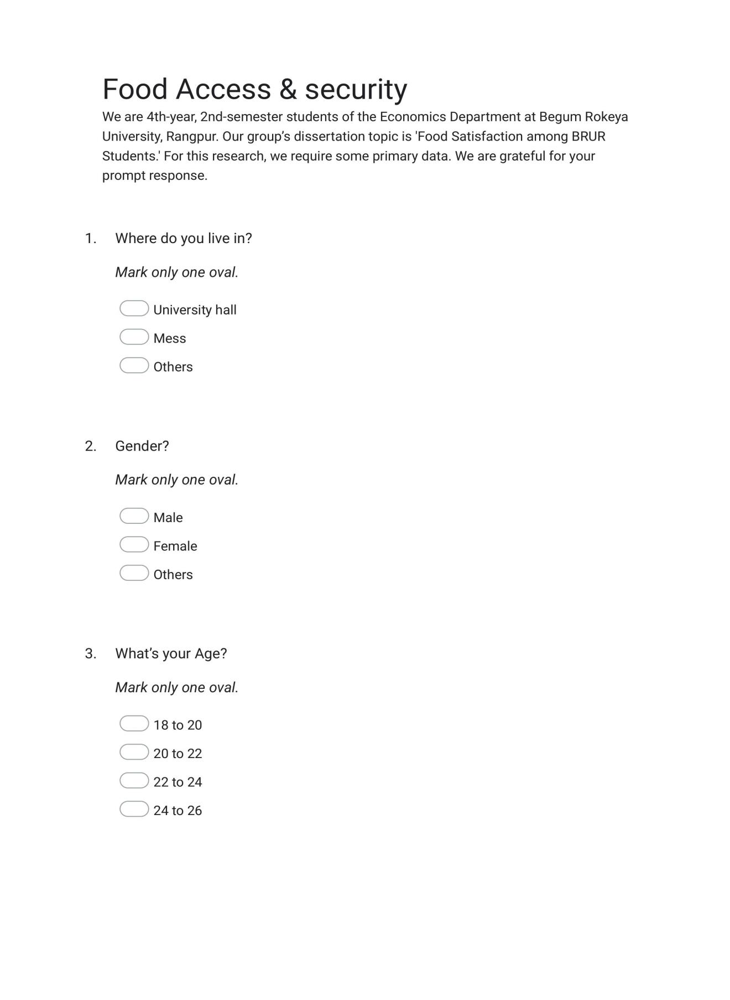 Food Access & security
We are 4th-year, 2nd-semester students of the Economics Department at Begum Rokeya
University, Rangpur. Our group’s dissertation topic is 'Food Satisfaction among BRUR
Students.' For this research, we require some primary data. We are grateful for your
prompt response.
1. Where do you live in?
Mark only one oval.
University hall
Mess
Others
2. Gender?
Mark only one oval.
Male
Female
Others
3. What’s your Age?
Mark only one oval.
18 to 20
20 to 22
22 to 24
24 to 26